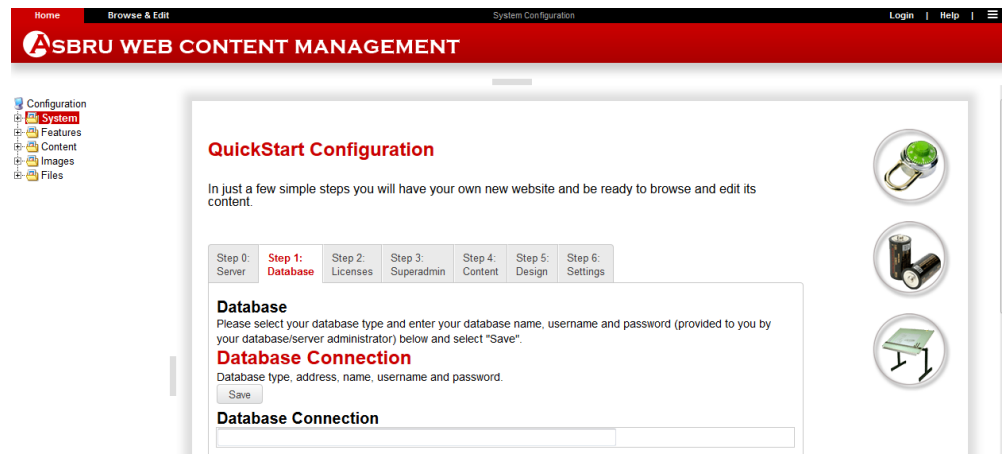 Home Browse & Edit System Configuration Login | Help |
ASBRU WEB CONTENT MANAGEMENT
Configuration
System
Features
Content
Images
Files
QuickStart Configuration
In just a few simple steps you will have your own new website and be ready to browse and edit its
content.
Step 0: Step 1: Step 2: Step 3: Step 4: Step 5: Step 6:
Server Database Licenses Superadmin Content Design Settings
Database
Please select your database type and enter your database name, username and password (provided to you by
your database/server administrator) below and select "Save".
Database Connection
Database type, address, name, username and password.
Save
Database Connection